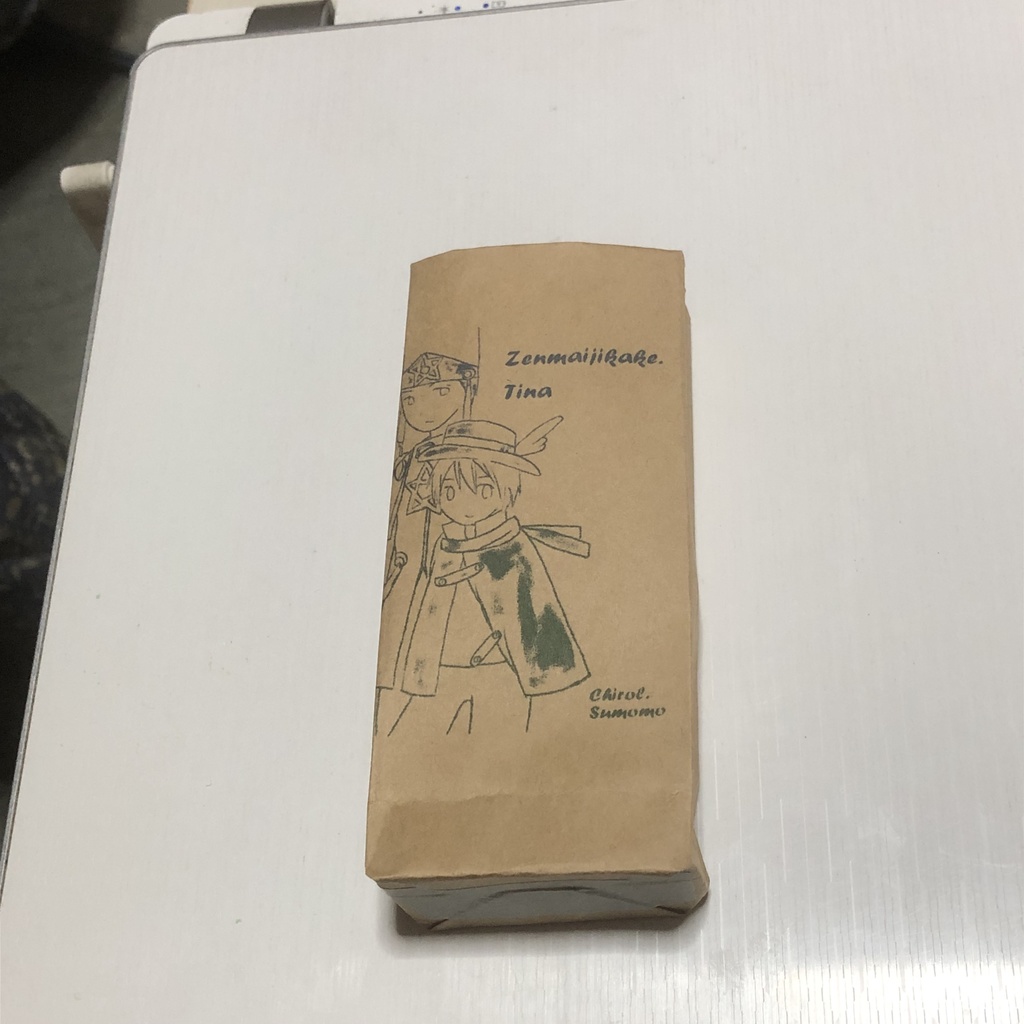 Zenmaijikake.
Tina
Chirol.
Sumomo